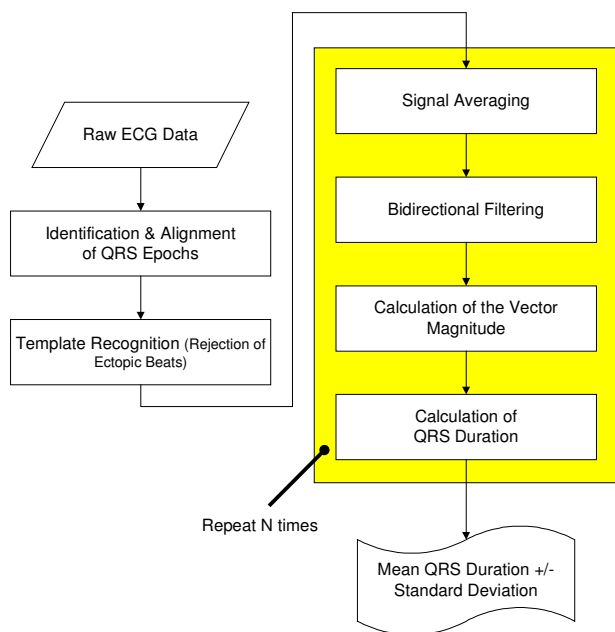 Raw ECG Data
Identification & Alignment
of QRS Epochs
Template Recognition (Rejection of
Ectopic Beats)
Signal Averaging
Bidirectional Filtering
Calculation of the Vector
Magnitude
Calculation of
QRS Duration
Repeat N times
Mean QRS Duration +/-
Standard Deviation